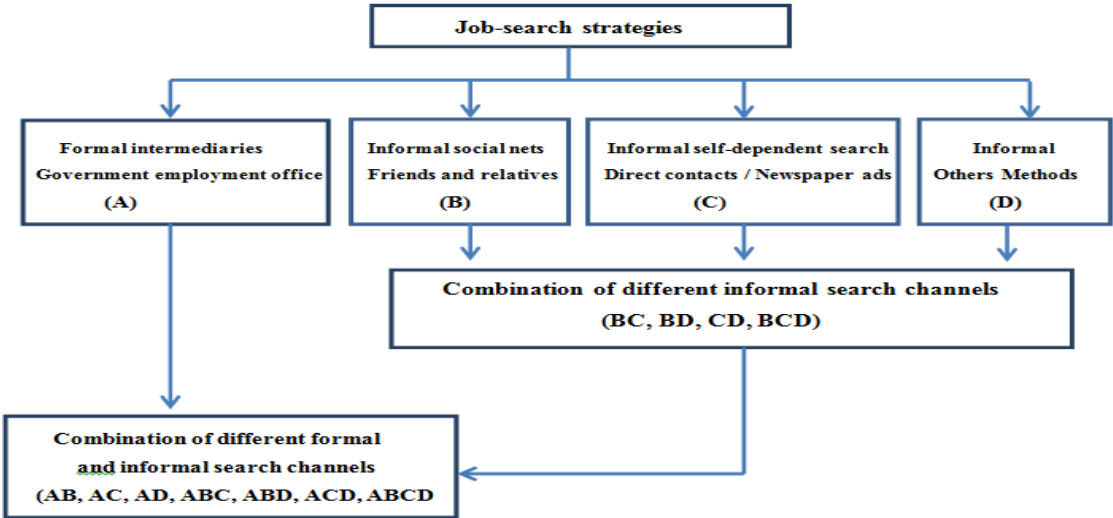 Job-search strategies
Formal intermediaries
Government employment office
(A)
Informal social nets
Friends and relatives
(B)
Informal self-dependent search
Direct contacts / Newspaper ads
(C)
Informal
Others Methods
(D)
Combination of different informal search channels
(BC, BD, CD, BCD)
Combination of different formal
and informal search channels
(AB, AC, AD, ABC, ABD, ACD, ABCD